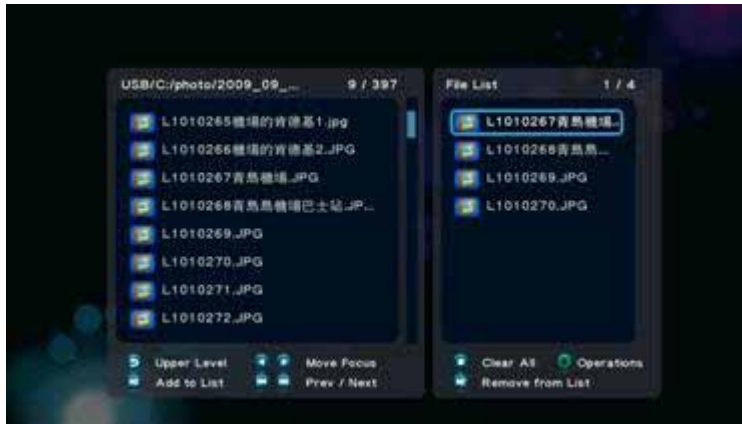 USB/C:/photo/2009_09_... 9 / 397
L1010265機場的肯德基1.jpg
L1010266機場的肯德基2.JPG
L1010267青島機場.JPG
L1010268青島島機場巴士站.JP...
L1010269.JPG
L1010270.JPG
L1010271.JPG
L1010272.JPG
Upper Level Move Focus
Add to List Prev / Next
File List 1 / 4
L1010267青島機場..
L1010268青島島...
L1010269.JPG
L1010270.JPG
Clear All Operations
Remove from List